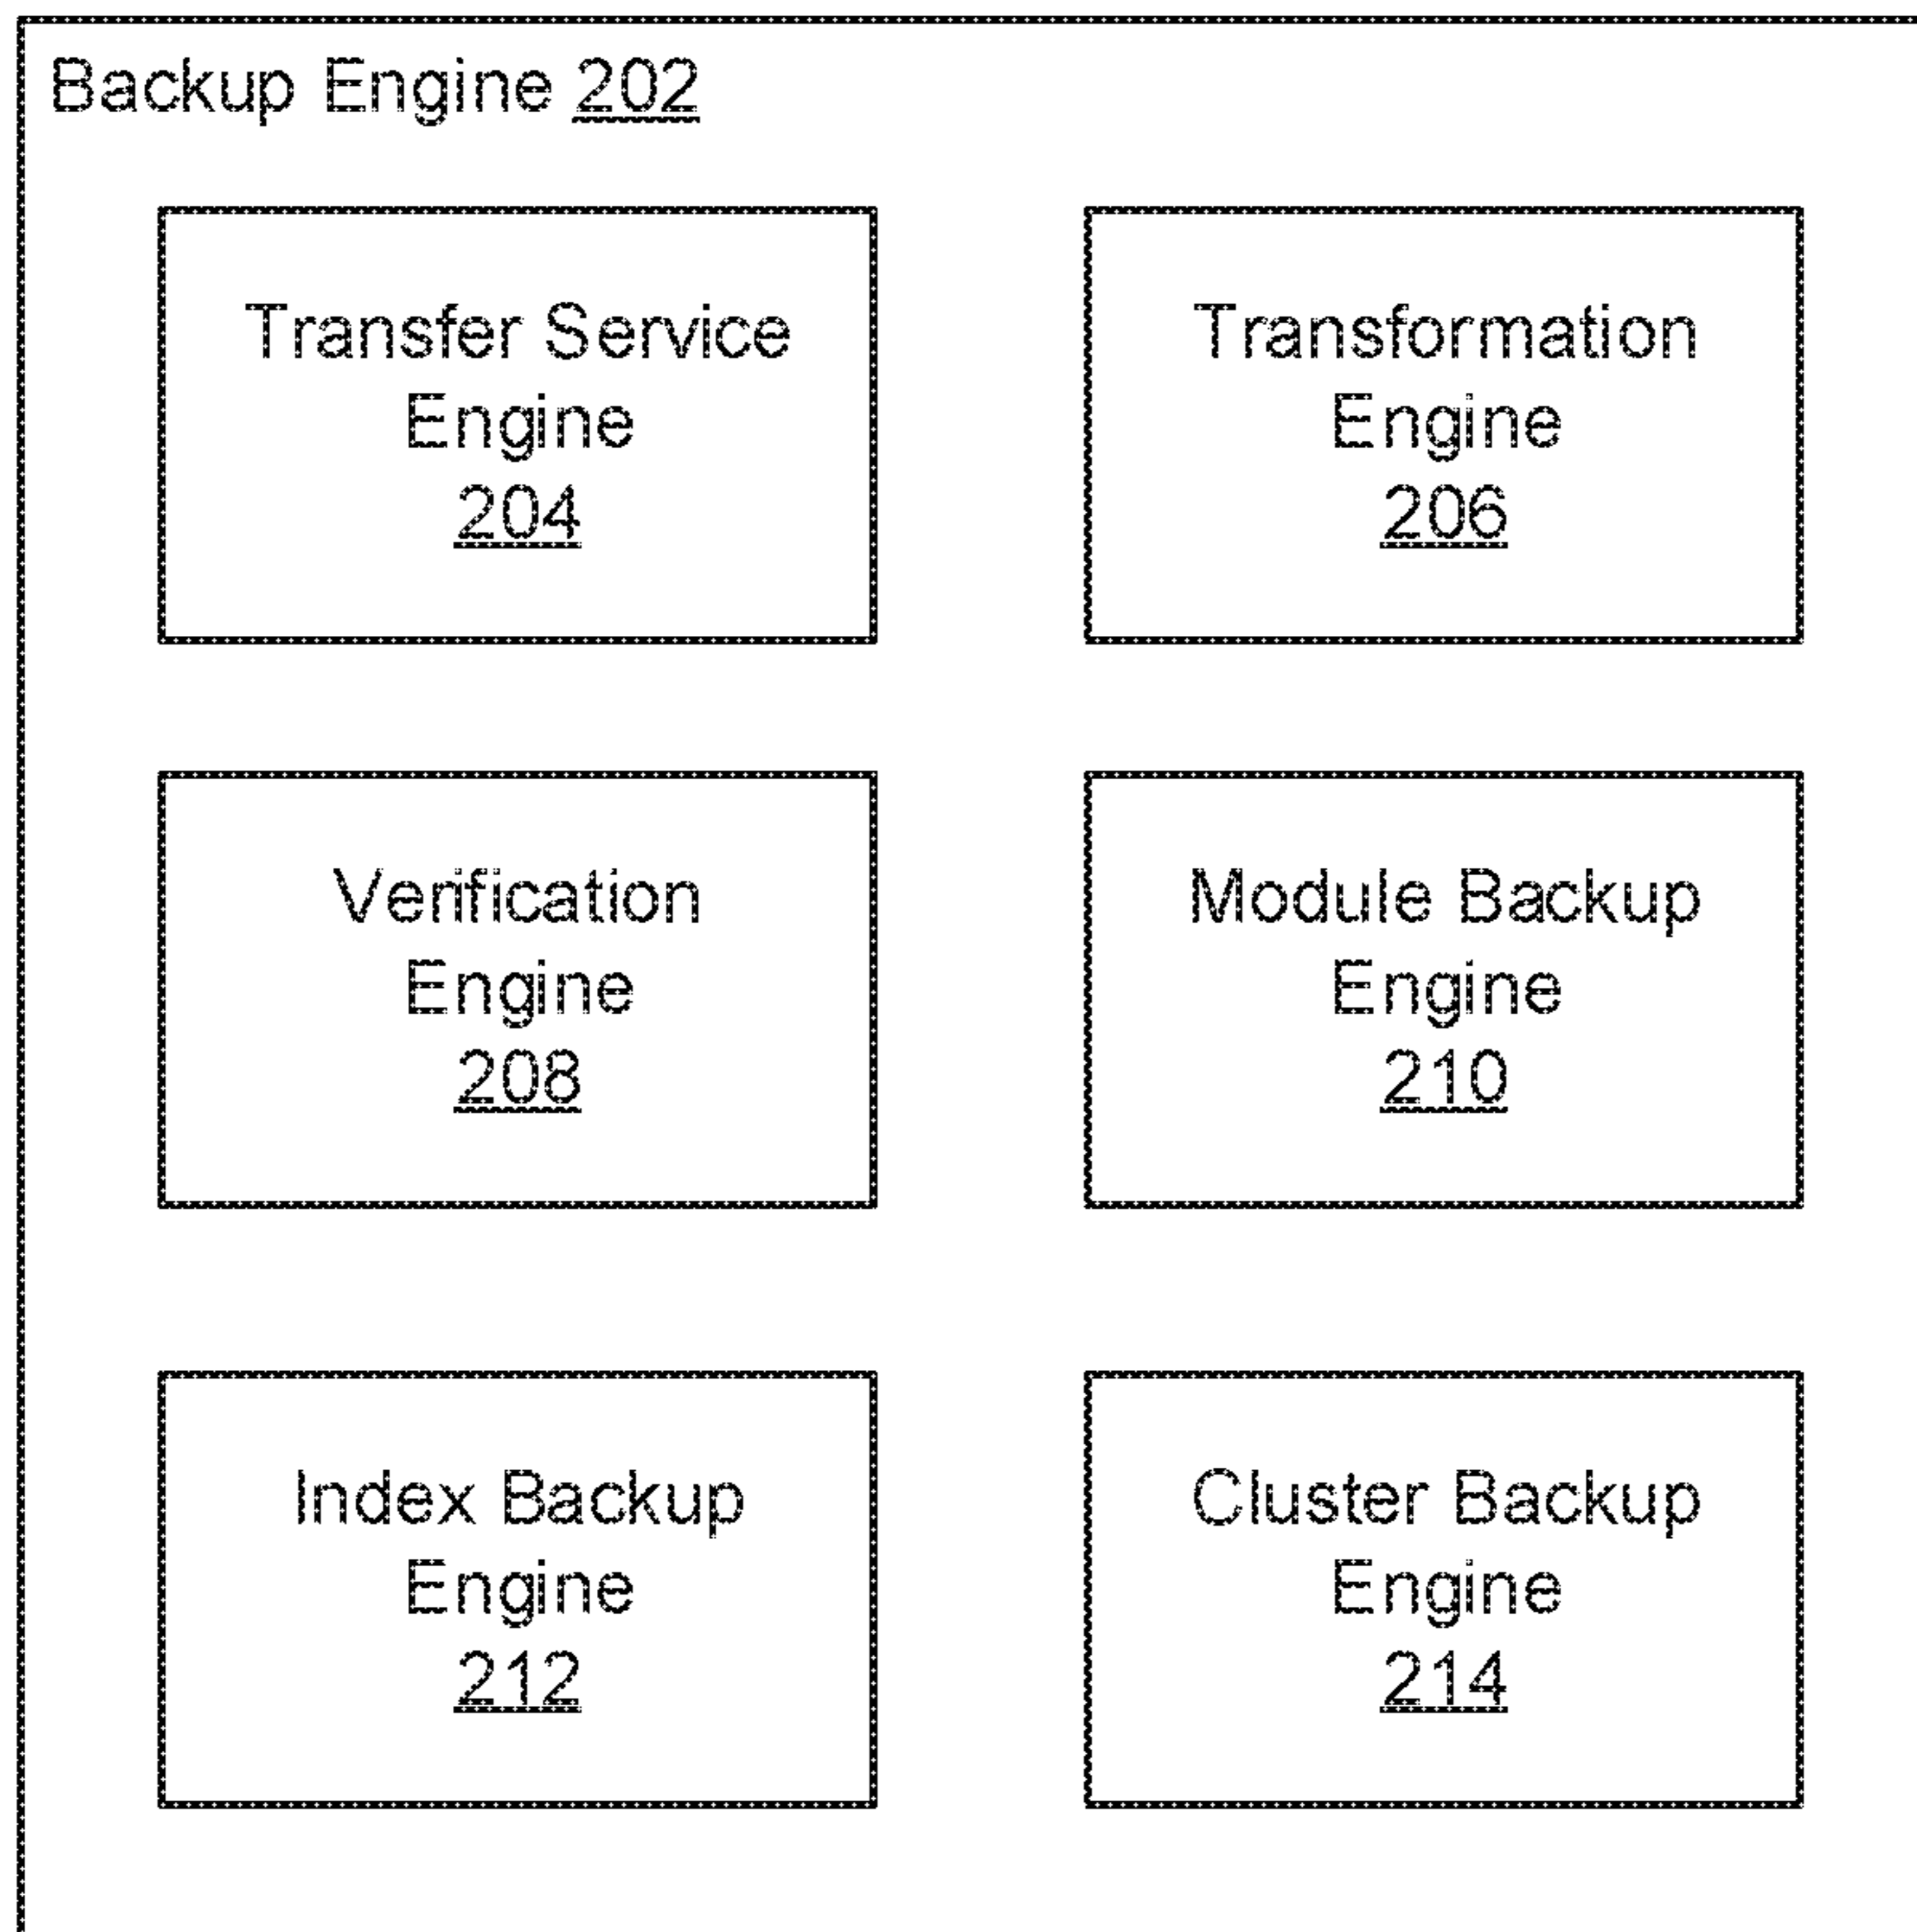 Backup Engine 202
Transfer Service
Engine
204
Transformation
Engine
206
Verification
Engine
208
Module Backup
Engine
210
Index Backup
Engine
212
Cluster Backup
Engine
214